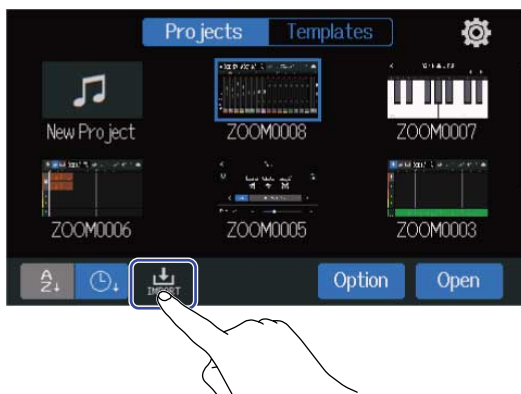 Projects Templates
New Project ZOOM0008 ZOOM0007
ZOOM0006 ZOOM0005 ZOOM0003
A
Z↓ IMPORT Option Open